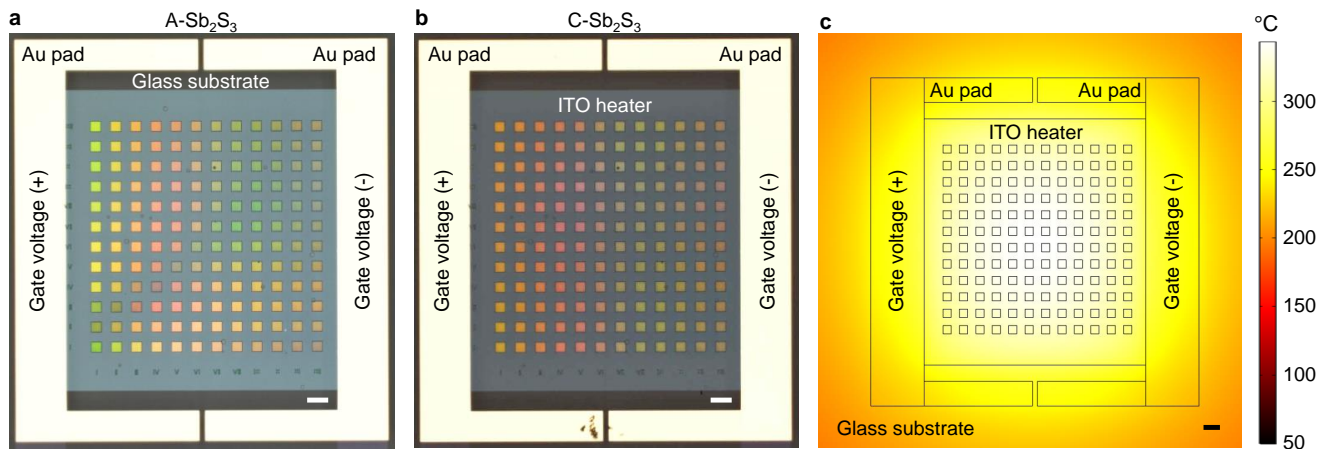 a
A-Sb₂S₃
Au pad
Au pad
Glass substrate
Gate voltage (+)
Gate voltage (-)
b
C-Sb₂S₃
Au pad
Au pad
ITO heater
Gate voltage (+)
Gate voltage (-)
c
°C
Au pad
Au pad
ITO heater
Gate voltage (+)
Gate voltage (-)
Glass substrate
300
250
200
150
100
50